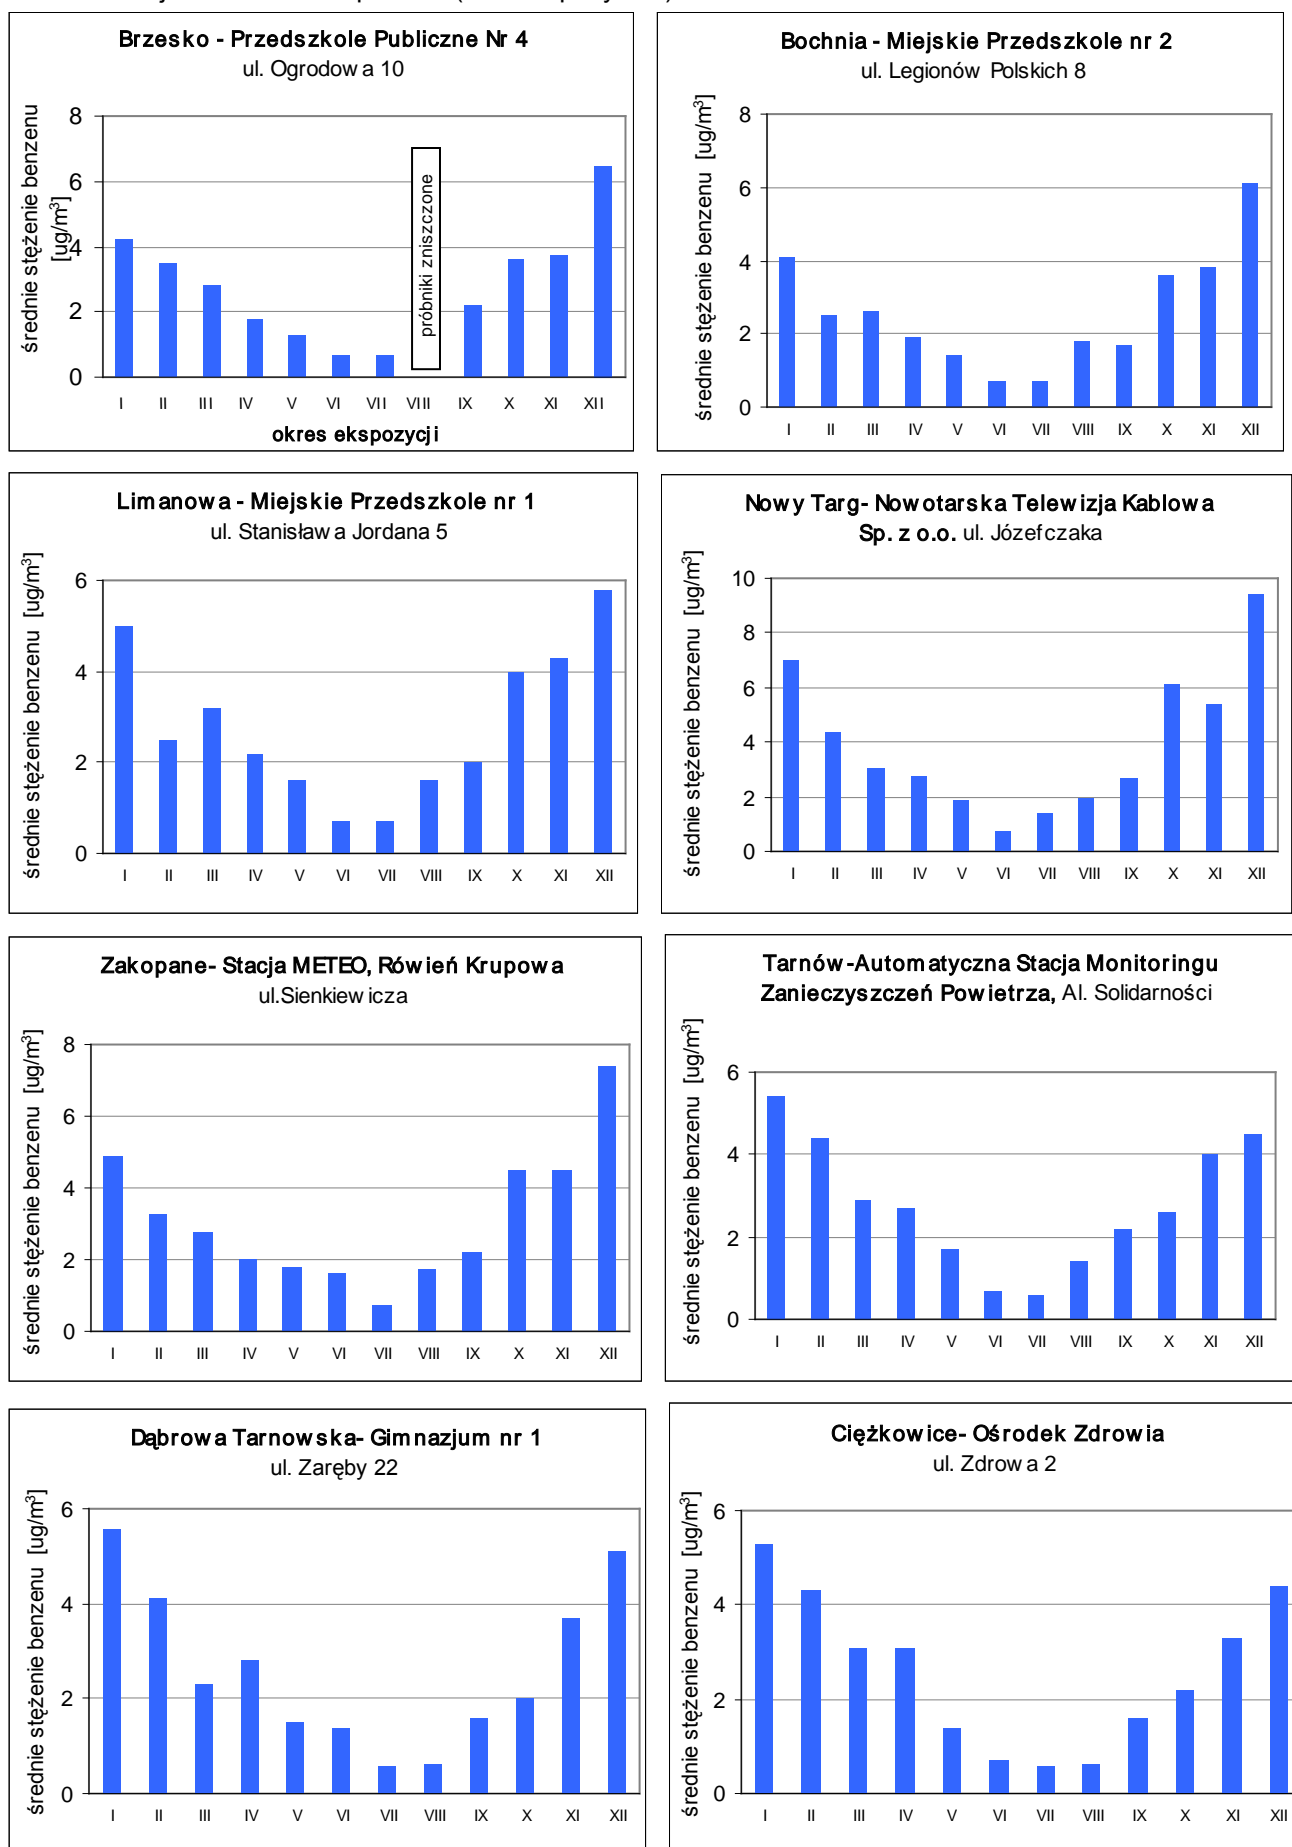 Brzesko - Przedszkole Publiczne Nr 4
ul. Ogrodowa 10
średnie stężenie benzenu
[ug/m³]
8
6
4
2
0
próbniki zniszczone
I II III IV V VI VII VIII IX X XI XII
okres ekspozycji
Bochnia - Miejskie Przedszkole nr 2
ul. Legionów Polskich 8
średnie stężenie benzenu [ug/m³]
8
6
4
2
0
I II III IV V VI VII VIII IX X XI XII
Limanowa - Miejskie Przedszkole nr 1
ul. Stanisława Jordana 5
średnie stężenie benzenu [ug/m³]
6
4
2
0
I II III IV V VI VII VIII IX X XI XII
Nowy Targ- Nowotarska Telewizja Kablowa
Sp. z o.o. ul. Józefczaka
średnie stężenie benzenu [ug/m³]
10
8
6
4
2
0
I II III IV V VI VII VIII IX X XI XII
Zakopane- Stacja METEO, Rówień Krupowa
ul.Sienkiewicza
średnie stężenie benzenu [ug/m³]
8
6
4
2
0
I II III IV V VI VII VIII IX X XI XII
Tarnów-Automatyczna Stacja Monitoringu
Zanieczyszczeń Powietrza, Al. Solidarności
średnie stężenie benzenu [ug/m³]
6
4
2
0
I II III IV V VI VII VIII IX X XI XII
Dąbrowa Tarnowska- Gimnazjum nr 1
ul. Zaręby 22
średnie stężenie benzenu [ug/m³]
6
4
2
0
I II III IV V VI VII VIII IX X XI XII
Ciężkowice- Ośrodek Zdrowia
ul. Zdrowa 2
średnie stężenie benzenu [ug/m³]
6
4
2
0
I II III IV V VI VII VIII IX X XI XII